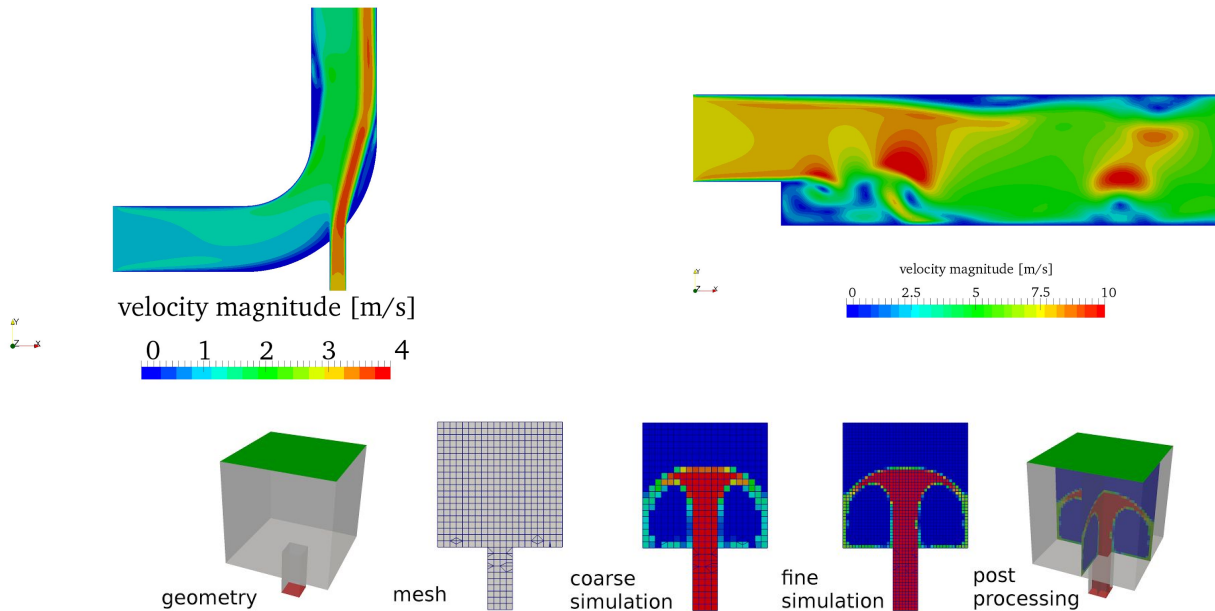 velocity magnitude [m/s]
0 1 2 3 4
velocity magnitude [m/s]
0 2.5 5 7.5 10
Y
Z X
Y
Z X
geometry
mesh
coarse
simulation
fine
simulation
post
processing